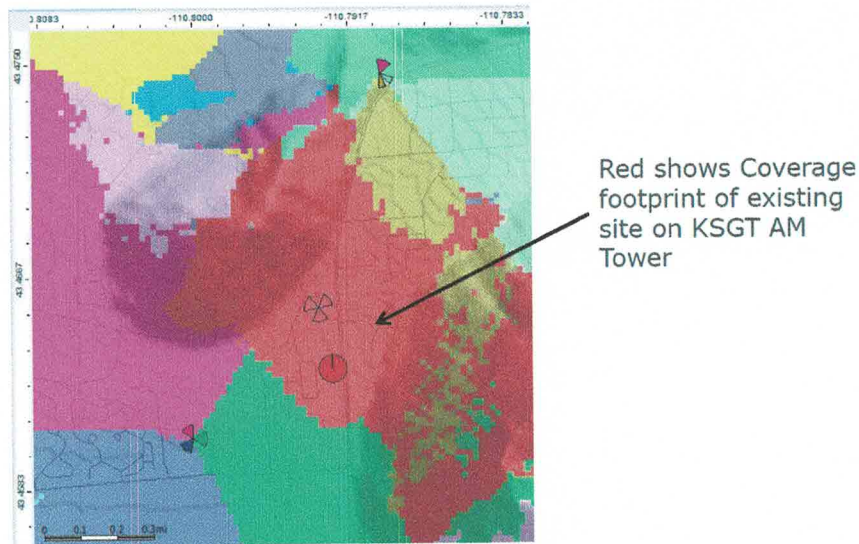 -110.8000 -110.7917 -110.7833
43.4750
Red shows Coverage
footprint of existing
site on KSGT AM
Tower
43.4667
43.4583
0 0.1 0.2 0.3mi